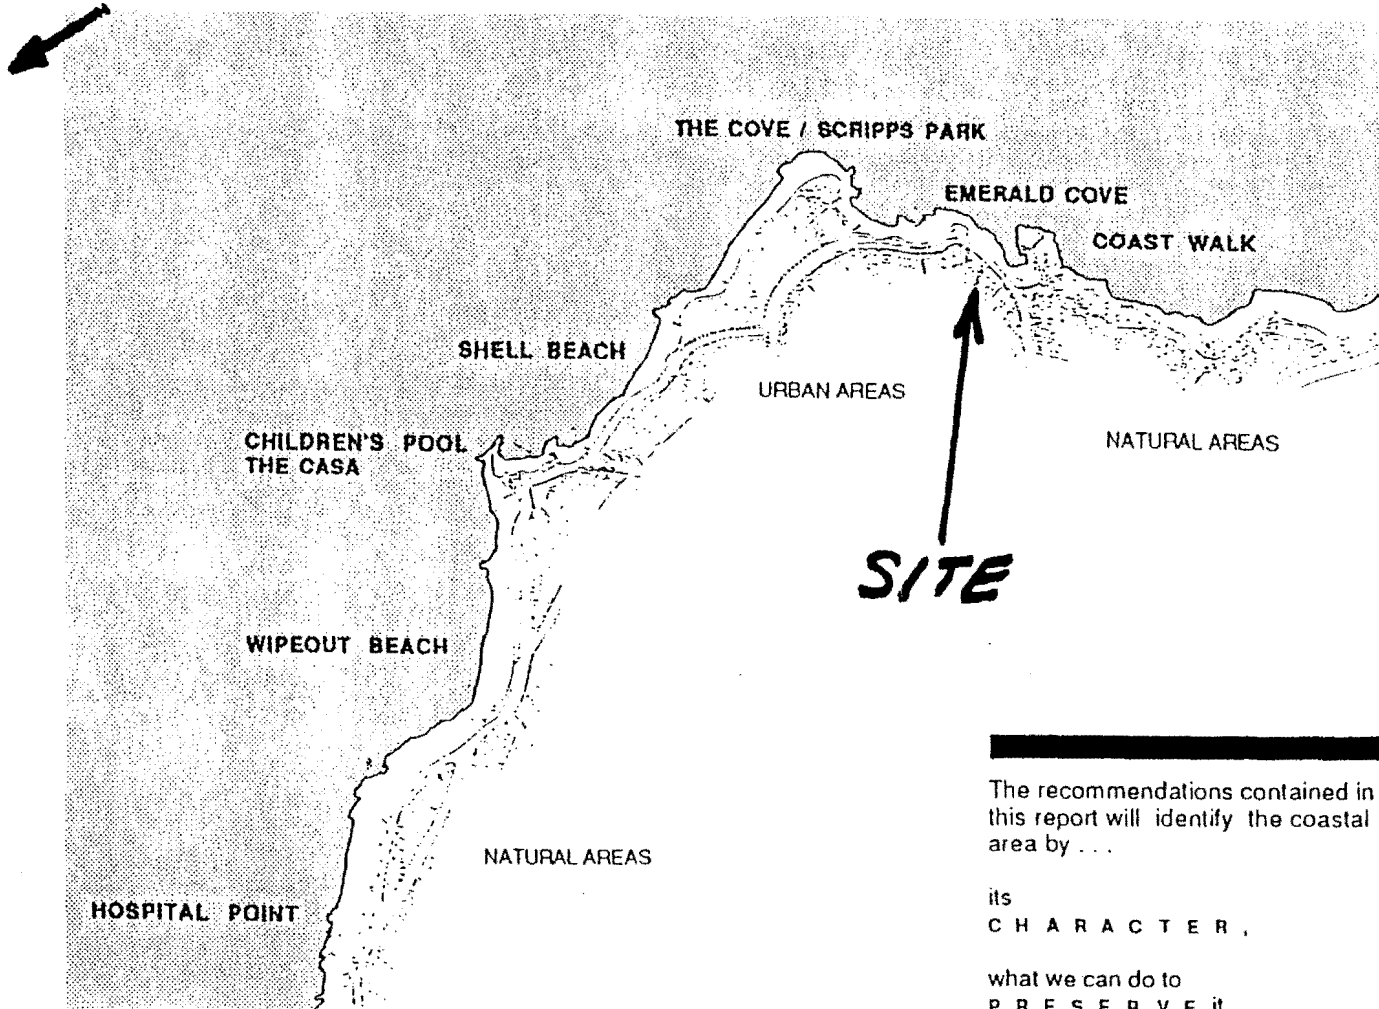 THE COVE / SCRIPPS PARK
EMERALD COVE
COAST WALK
SHELL BEACH
URBAN AREAS
CHILDREN'S POOL
THE CASA
NATURAL AREAS
SITE
WIPEOUT BEACH
The recommendations contained in
this report will identify the coastal
area by . . .
its
C H A R A C T E R ,
what we can do to
P R E S E R V E it
NATURAL AREAS
HOSPITAL POINT